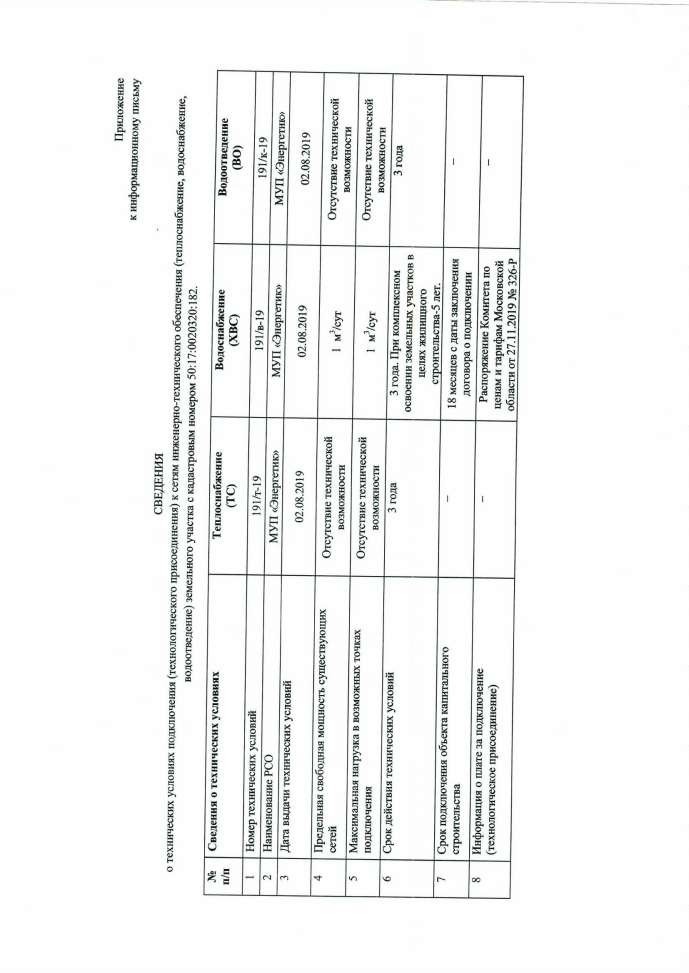 Приложение
к информационному письму
СВЕДЕНИЯ
о технических условиях подключения (технологического присоединения) к сетям инженерно-технического обеспечения (теплоснабжение, водоснабжение,
водоотведение) земельного участка с кадастровым номером 50:17:0020320:182.
№ п/п Сведения о технических условиях Теплоснабжение (ТС) Водоснабжение (ХВС) Водоотведение (ВО)
1 Номер технических условий 191/т-19 191/в-19 191/к-19
2 Наименование РСО МУП «Энергетик» МУП «Энергетик» МУП «Энергетик»
3 Дата выдачи технических условий 02.08.2019 02.08.2019 02.08.2019
4 Предельная свободная мощность существующих
сетей
Отсутствие технической
возможности
1 м³/сут
Отсутствие технической
возможности
5 Максимальная нагрузка в возможных точках
подключения
Отсутствие технической
возможности
1 м³/сут
Отсутствие технической
возможности
6 Срок действия технических условий
3 года
3 года. При комплексном
освоении земельных участков в
целях жилищного
строительства-5 лет.
3 года
7 Срок подключения объекта капитального
строительства
–
18 месяцев с даты заключения
договора о подключении
–
8 Информация о плате за подключение
(технологическое присоединение)
–
Распоряжение Комитета по
ценам и тарифам Московской
области от 27.11.2019 № 326-Р
–